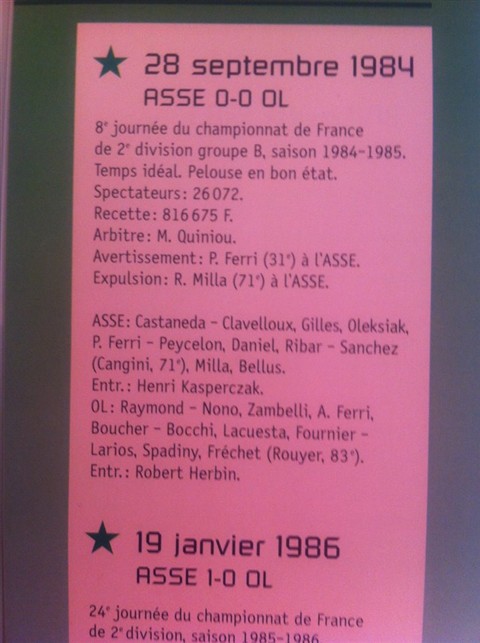 28 septembre 1984
ASSE 0-0 OL
8e journée du championnat de France
de 2e division groupe B, saison 1984-1985.
Temps idéal. Pelouse en bon état.
Spectateurs: 26072.
Recette: 816675 F.
Arbitre: M. Quiniou.
Avertissement: P. Ferri (31e) à l'ASSE.
Expulsion: R. Milla (71e) à l'ASSE.
ASSE: Castaneda – Clavelloux, Gilles, Oleksiak,
P. Ferri – Peycelon, Daniel, Ribar – Sanchez
(Cangini, 71e), Milla, Bellus.
Entr.: Henri Kasperczak.
OL: Raymond – Nono, Zambelli, A. Ferri,
Boucher – Bocchi, Lacuesta, Fournier –
Larios, Spadiny, Fréchet (Rouyer, 83e).
Entr.: Robert Herbin.
19 janvier 1986
ASSE 1-0 OL
24e journée du championnat de France
de 2e division, saison 1985-1986